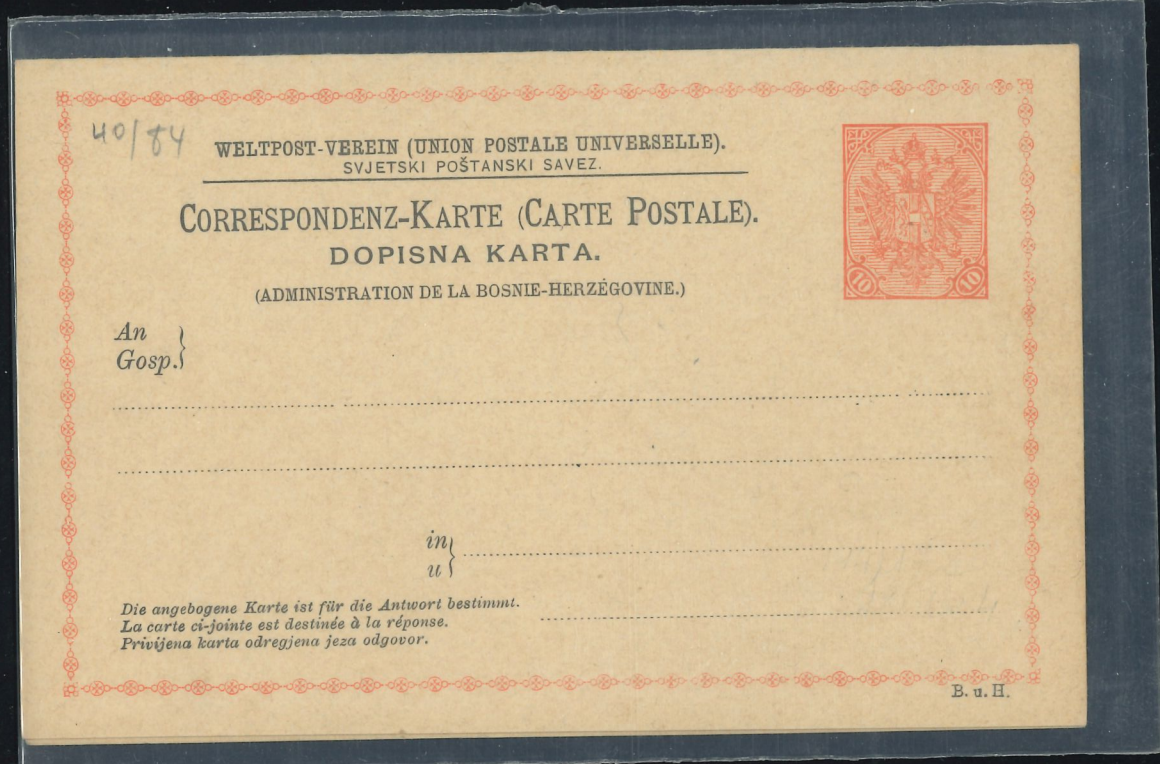 40/84
WELTPOST-VEREIN (UNION POSTALE UNIVERSELLE).
SVJETSKI POŠTANSKI SAVEZ.
CORRESPONDENZ-KARTE (CARTE POSTALE).
DOPISNA KARTA.
(ADMINISTRATION DE LA BOSNIE-HERZÉGOVINE.)
10 10
An
Gosp.}
in
u}
Die angebogene Karte ist für die Antwort bestimmt.
La carte ci-jointe est destinée à la réponse.
Privijena karta odregjena jeza odgovor.
B. u. H.